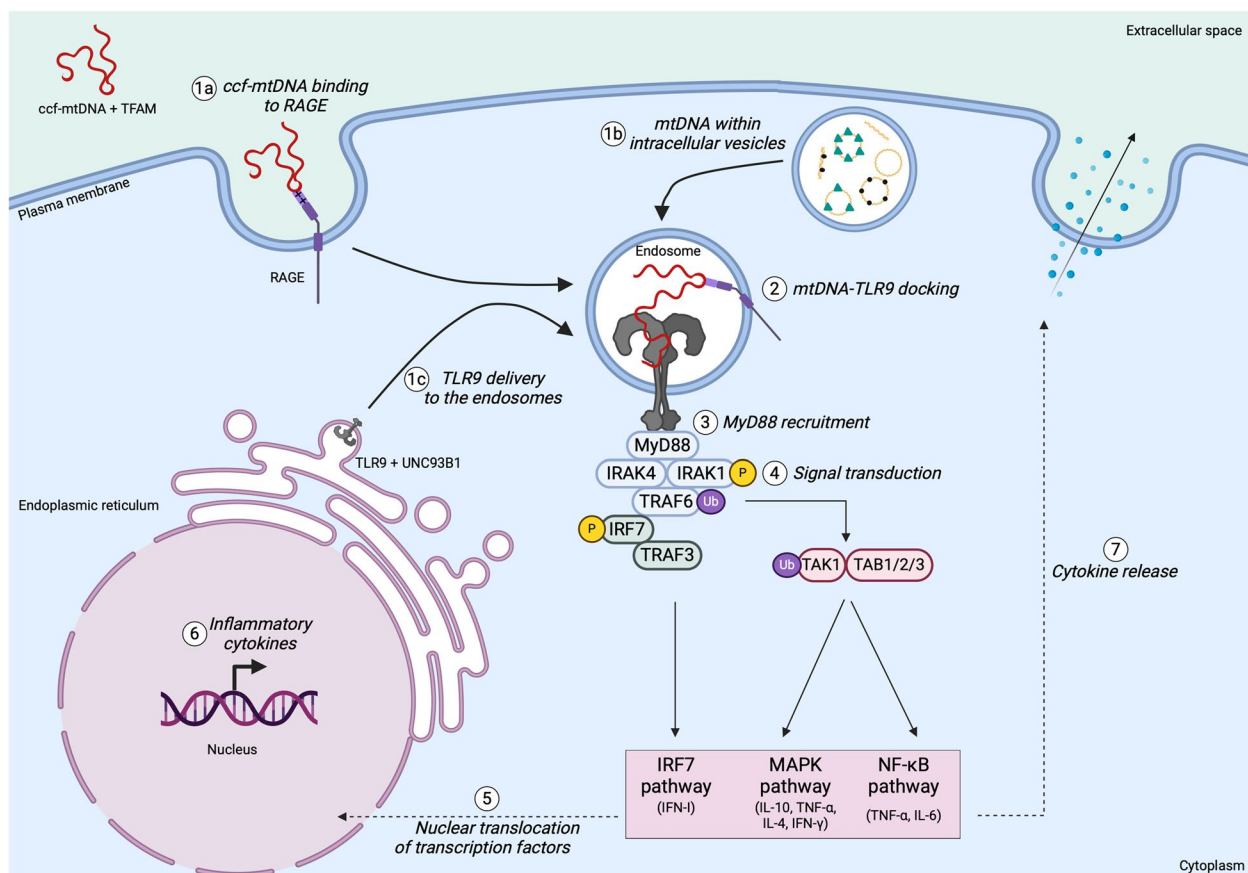 Extracellular space
ccf-mtDNA + TFAM
1a ccf-mtDNA binding
to RAGE
1b mtDNA within
intracellular vesicles
Plasma membrane
++
RAGE
Endosome
2 mtDNA-TLR9 docking
1c TLR9 delivery
to the endosomes
3 MyD88 recruitment
MyD88
IRAK4 IRAK1 P
4 Signal transduction
TRAF6 Ub
P IRF7
TRAF3
TLR9 + UNC93B1
Endoplasmic reticulum
Ub TAK1 TAB1/2/3
7
Cytokine release
6 Inflammatory
cytokines
Nucleus
IRF7
pathway
(IFN-I)
MAPK
pathway
(IL-10, TNF-α,
IL-4, IFN-γ)
NF-κB
pathway
(TNF-α, IL-6)
5
Nuclear translocation
of transcription factors
Cytoplasm